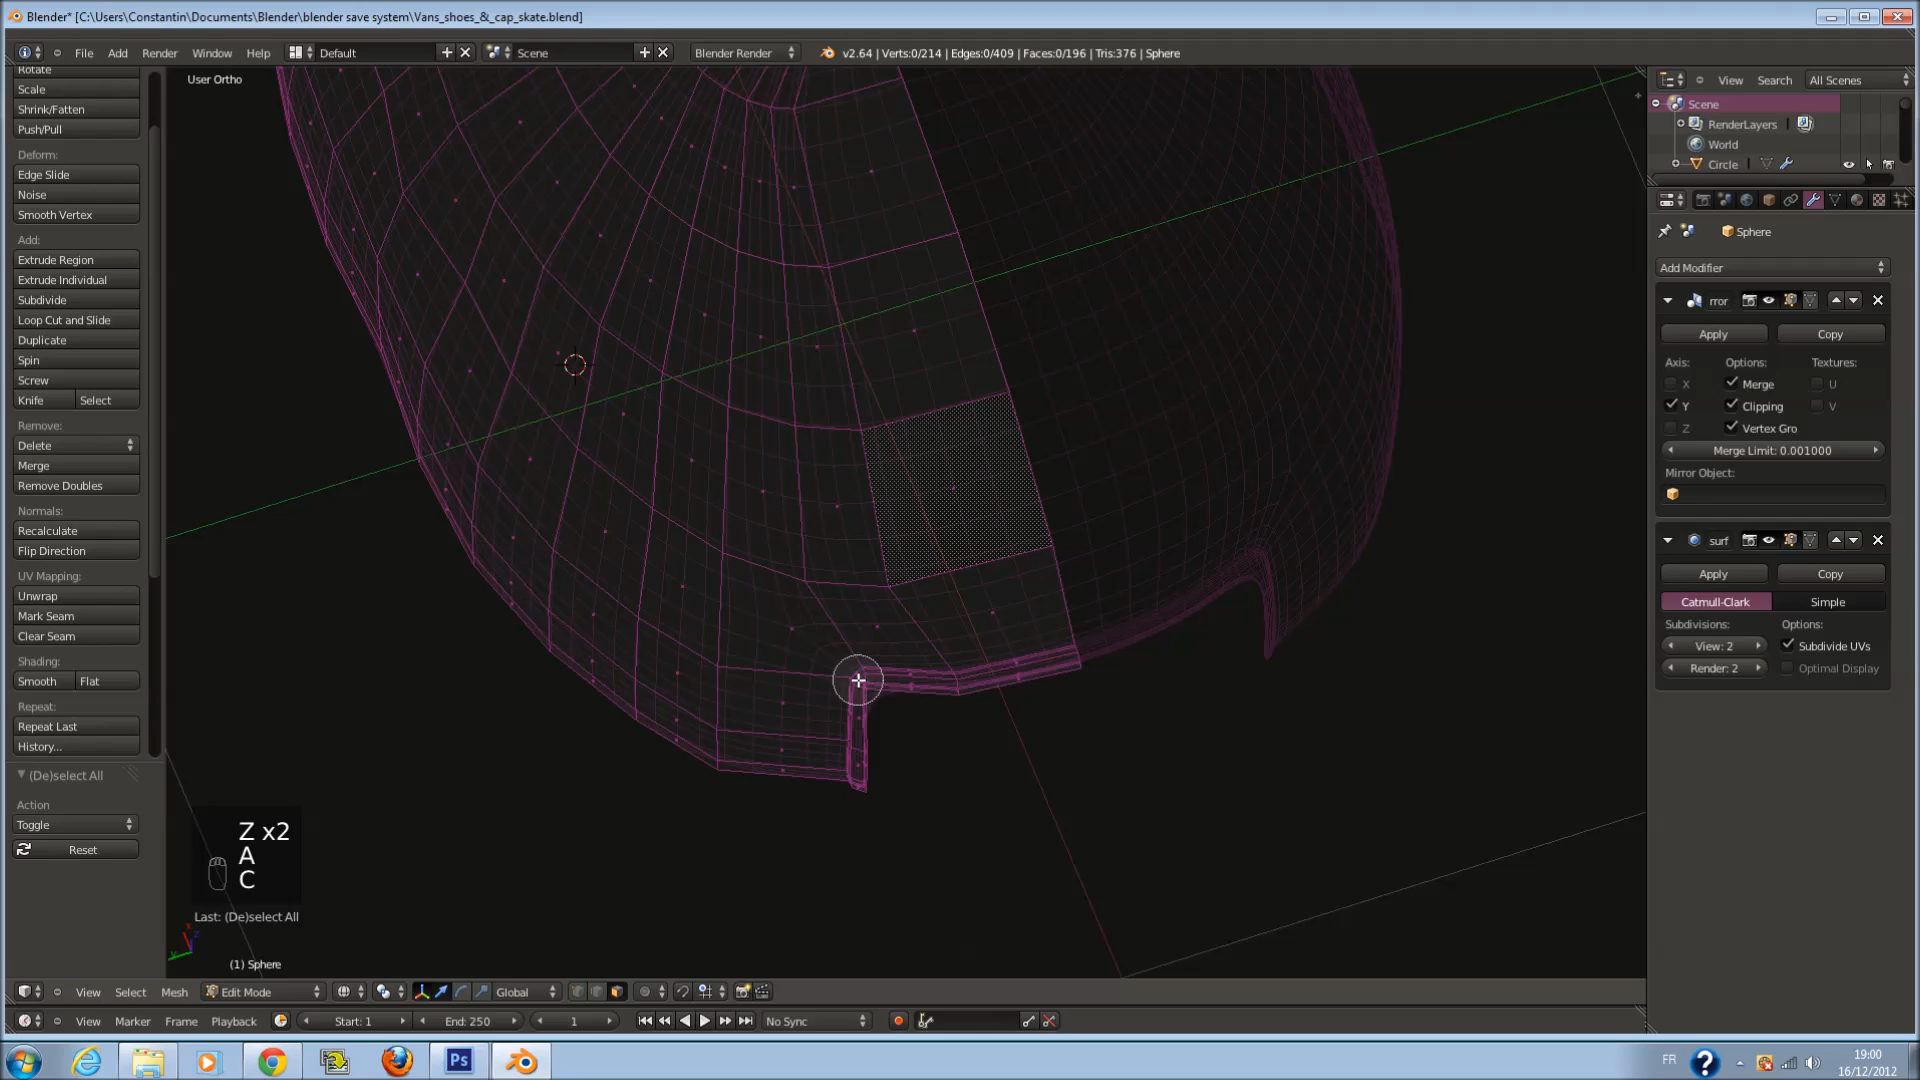 Blender* [C:\Users\Constantin\Documents\Blender\blender save system\Vans_shoes_&_cap_skate.blend]
File Add Render Window Help Default Scene Blender Render v2.64 | Verts:0/214 | Edges:0/409 | Faces:0/196 | Tris:376 | Sphere
Rotate
Scale
Shrink/Fatten
Push/Pull
Deform:
Edge Slide
Noise
Smooth Vertex
Add:
Extrude Region
Extrude Individual
Subdivide
Loop Cut and Slide
Duplicate
Spin
Screw
Knife Select
Remove:
Delete
Merge
Remove Doubles
Normals:
Recalculate
Flip Direction
UV Mapping:
Unwrap
Mark Seam
Clear Seam
Shading:
Smooth Flat
Repeat:
Repeat Last
History...
(De)select All
Action
Toggle
Reset
User Ortho
Z x2
A
C
Last: (De)select All
(1) Sphere
View Search All Scenes
Scene
RenderLayers |
World
Circle |
Sphere
Add Modifier
rror
Apply Copy
Axis: Options: Textures:
X Merge U
Y Clipping V
Z Vertex Gro
Merge Limit: 0.001000
Mirror Object:
surf
Apply Copy
Catmull-Clark Simple
Subdivisions: Options:
View: 2 Subdivide UVs
Render: 2 Optimal Display
View Select Mesh Edit Mode Global
View Marker Frame Playback Start: 1 End: 250 1 No Sync
Ps
FR
19:00
16/12/2012